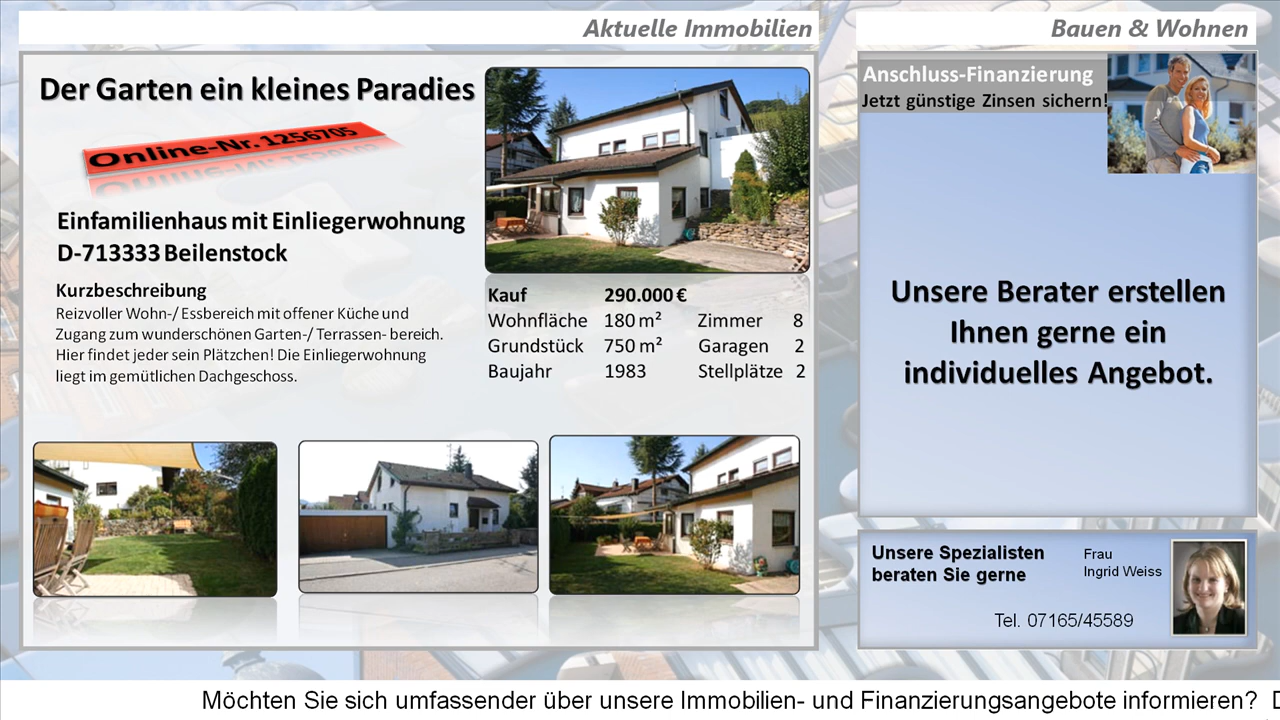 Aktuelle Immobilien
Der Garten ein kleines Paradies
Online-Nr. 1256705
Einfamilienhaus mit Einliegerwohnung
D-713333 Beilenstock
Kurzbeschreibung
Reizvoller Wohn-/ Essbereich mit offener Küche und
Zugang zum wunderschönen Garten-/ Terrassen- bereich.
Hier findet jeder sein Plätzchen! Die Einliegerwohnung
liegt im gemütlichen Dachgeschoss.
Kauf 290.000 €
Wohnfläche 180 m² Zimmer 8
Grundstück 750 m² Garagen 2
Baujahr 1983 Stellplätze 2
Bauen & Wohnen
Anschluss-Finanzierung
Jetzt günstige Zinsen sichern!
Unsere Berater erstellen
Ihnen gerne ein
individuelles Angebot.
Unsere Spezialisten
beraten Sie gerne
Frau
Ingrid Weiss
Tel. 07165/45589
Möchten Sie sich umfassender über unsere Immobilien- und Finanzierungsangebote informieren?